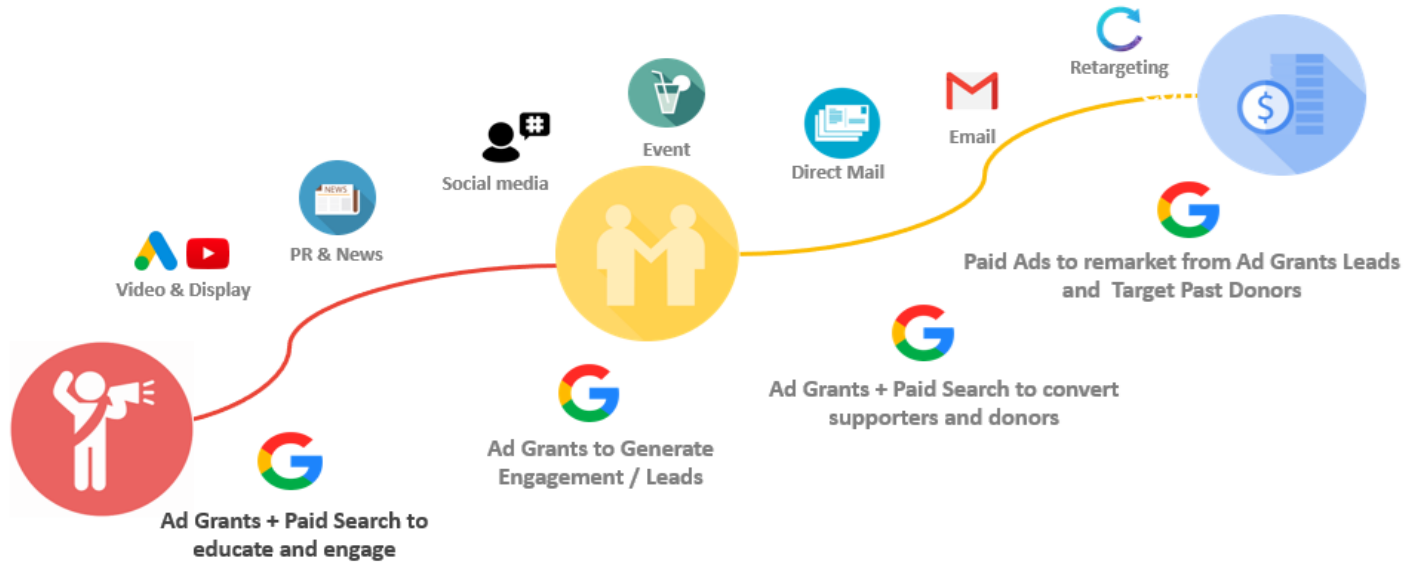 Retargeting
Event
Email
Social media
Direct Mail
NEWS
PR & News
Video & Display
Paid Ads to remarket from Ad Grants Leads
and Target Past Donors
Ad Grants + Paid Search to convert
supporters and donors
Ad Grants to Generate
Engagement / Leads
Ad Grants + Paid Search to
educate and engage